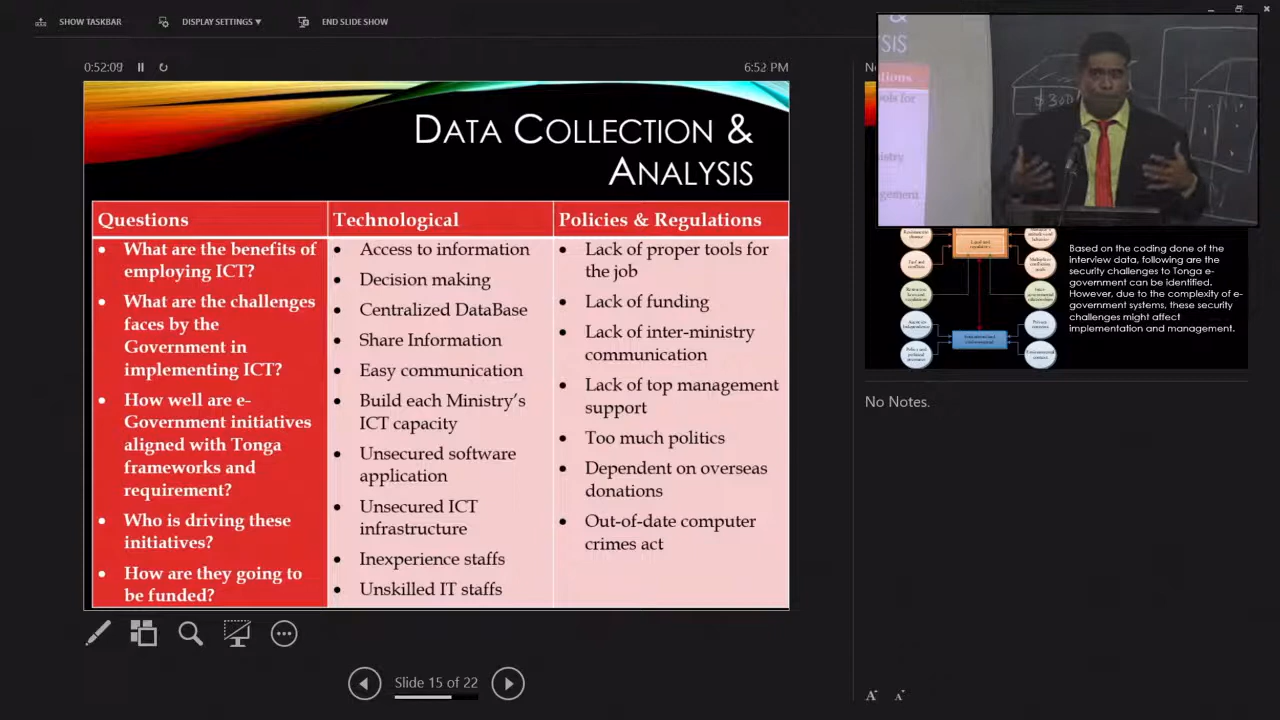 SHOW TASKBAR
DISPLAY SETTINGS
END SLIDE SHOW
0:52:09
6:52 PM
DATA COLLECTION &
ANALYSIS
Questions
What are the benefits of
employing ICT?
What are the challenges
faces by the
Government in
implementing ICT?
How well are e-
Government initiatives
aligned with Tonga
frameworks and
requirement?
Who is driving these
initiatives?
How are they going to
be funded?
Technological
Access to information
Decision making
Centralized DataBase
Share Information
Easy communication
Build each Ministry's
ICT capacity
Unsecured software
application
Unsecured ICT
infrastructure
Inexperience staffs
Unskilled IT staffs
Policies & Regulations
Lack of proper tools for
the job
Lack of funding
Lack of inter-ministry
communication
Lack of top management
support
Too much politics
Dependent on overseas
donations
Out-of-date computer
crimes act
Slide 15 of 22
Based on the coding done of the
interview data, following are the
security challenges to Tonga e-
government can be identified.
However, due to the complexity of e-
government systems, these security
challenges might affect
implementation and management.
No Notes.